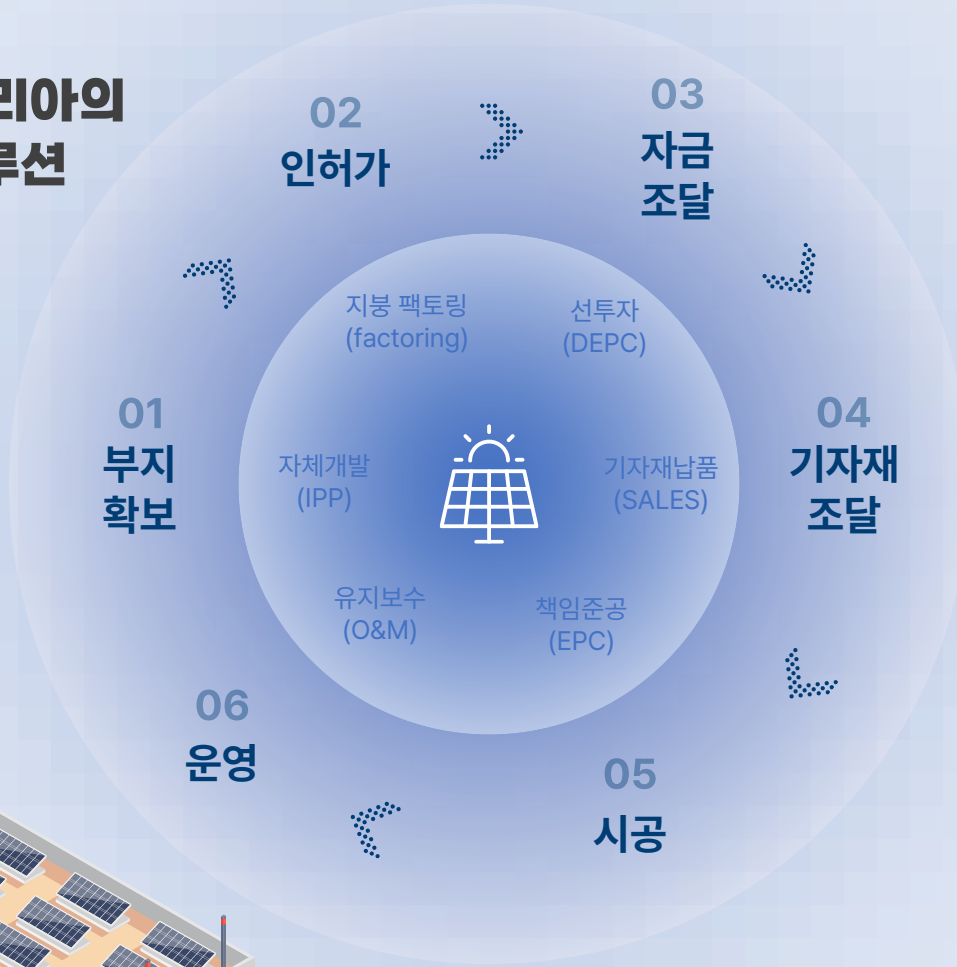 리아의
루션
01
부지
확보
02
인허가
03
자금
조달
04
기자재
조달
05
시공
06
운영
지붕 팩토링
(factoring)
선투자
(DEPC)
자체개발
(IPP)
기자재납품
(SALES)
유지보수
(O&M)
책임준공
(EPC)